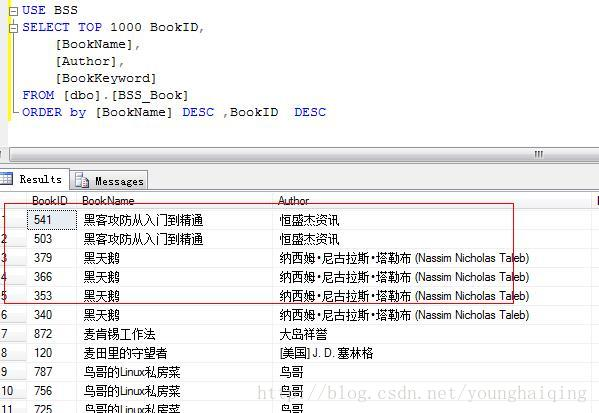 USE BSS
SELECT TOP 1000 BookID,
[BookName],
[Author],
[BookKeyword]
FROM [dbo].[BSS_Book]
ORDER by [BookName] DESC ,BookID DESC
Results Messages
BookID BookName Author
1 541 黑客攻防从入门到精通 恒盛杰资讯
2 503 黑客攻防从入门到精通 恒盛杰资讯
3 379 黑天鹅 纳西姆•尼古拉斯•塔勒布 (Nassim Nicholas Taleb)
4 366 黑天鹅 纳西姆•尼古拉斯•塔勒布 (Nassim Nicholas Taleb)
5 353 黑天鹅 纳西姆•尼古拉斯•塔勒布 (Nassim Nicholas Taleb)
6 340 黑天鹅 纳西姆•尼古拉斯•塔勒布 (Nassim Nicholas Taleb)
7 872 麦肯锡工作法 大岛祥誉
8 120 麦田里的守望者 [美国] J. D. 塞林格
9 787 鸟哥的Linux私房菜 鸟哥
10 756 鸟哥的Linux私房菜 鸟哥
11 725 鸟哥的Linux私房菜 鸟哥
http://blog.csdn.net/younghaiqing